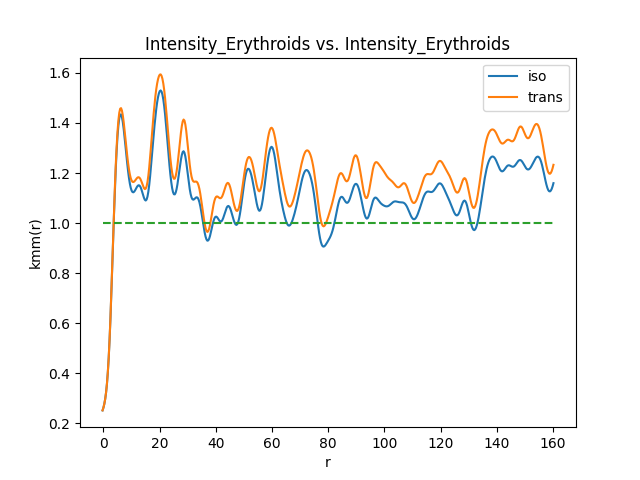 Intensity_Erythroids vs. Intensity_Erythroids
iso
trans
kmm(r)
1.6
1.4
1.2
1.0
0.8
0.6
0.4
0.2
0 20 40 60 80 100 120 140 160
r